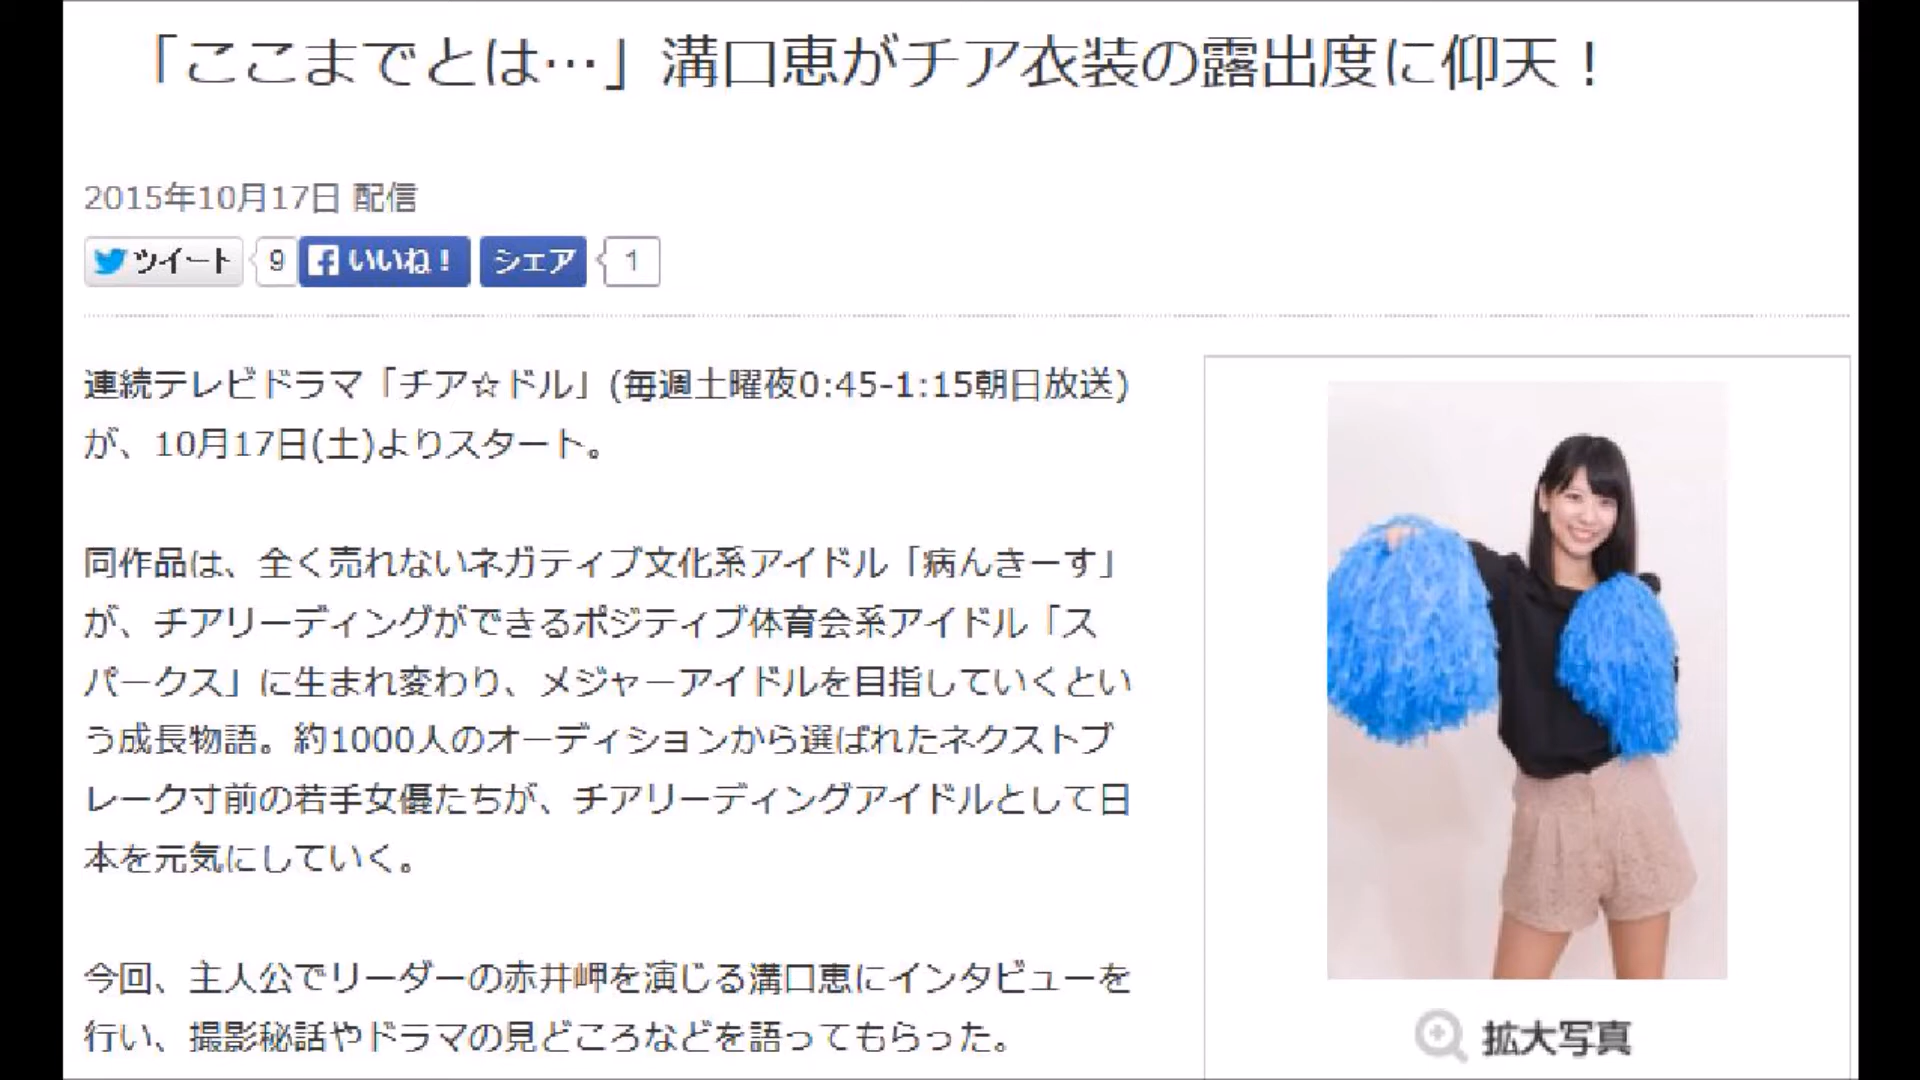 「ここまでとは…」溝口恵がチア衣装の露出度に仰天！
2015年10月17日 配信
ツイート 9 いいね！ シェア 1
連続テレビドラマ「チア☆ドル」(毎週土曜夜0:45-1:15朝日放送)
が、10月17日(土)よりスタート。
同作品は、全く売れないネガティブ文化系アイドル「病んきーす」
が、チアリーディングができるポジティブ体育会系アイドル「ス
パークス」に生まれ変わり、メジャーアイドルを目指していくとい
う成長物語。約1000人のオーディションから選ばれたネクストブ
レーク寸前の若手女優たちが、チアリーディングアイドルとして日
本を元気にしていく。
今回、主人公でリーダーの赤井岬を演じる溝口恵にインタビューを
行い、撮影秘話やドラマの見どころなどを語ってもらった。
拡大写真